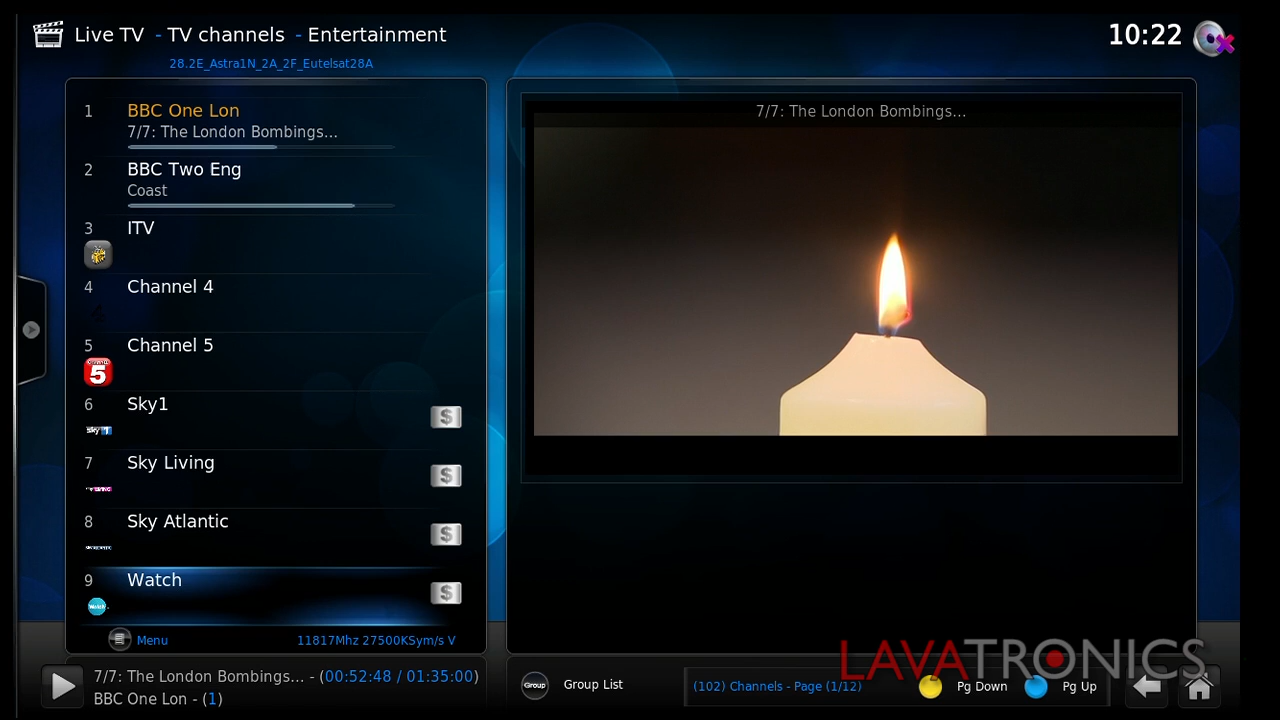 Live TV - TV channels - Entertainment
10:22
28.2E_Astra1N_2A_2F_Eutelsat28A
1 BBC One Lon
7/7: The London Bombings...
2 BBC Two Eng
Coast
3 ITV
4 Channel 4
5 Channel 5
5
6 Sky1
sky 1
$
7 Sky Living
$
8 Sky Atlantic
$
9 Watch
Watch
$
Menu
11817Mhz 27500KSym/s V
7/7: The London Bombings...
7/7: The London Bombings... - (00:52:48 / 01:35:00)
BBC One Lon - (1)
Group
Group List
(102) Channels - Page (1/12)
Pg Down
Pg Up
LAVATRONICS